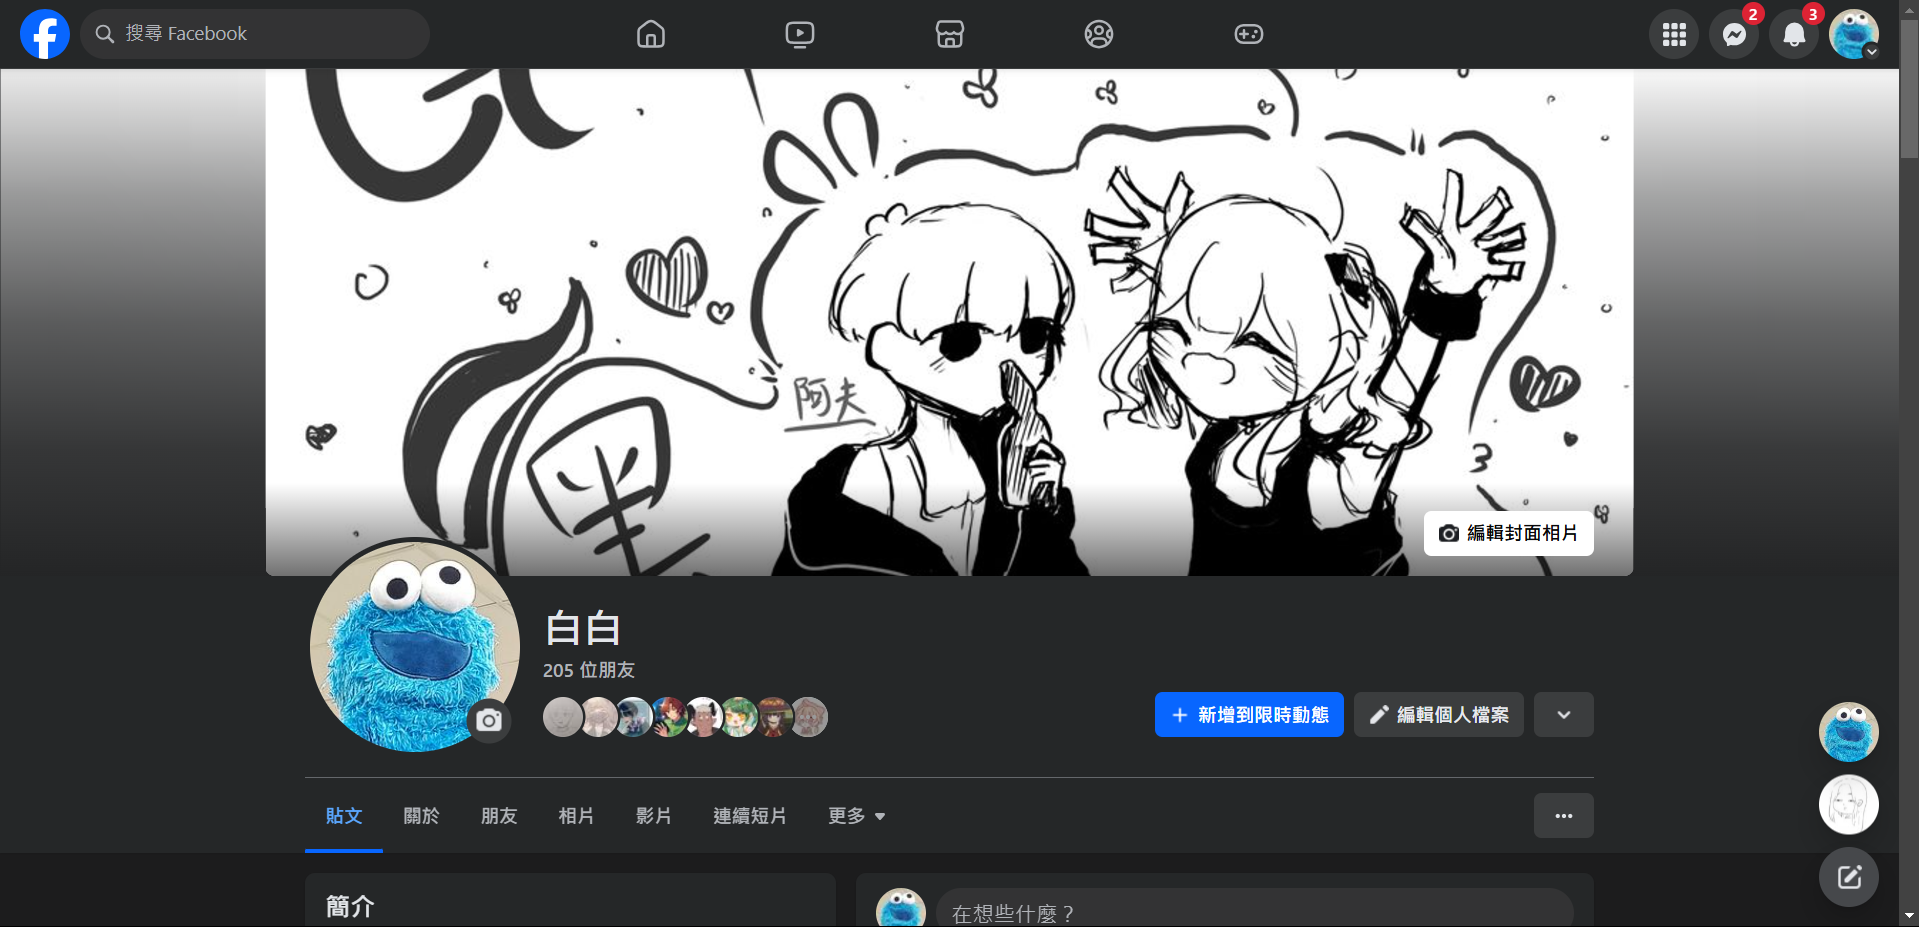 搜尋 Facebook
2
3
阿夫
黑
3
編輯封面相片
白白
205 位朋友
新增到限時動態
編輯個人檔案
貼文
關於
朋友
相片
影片
連續短片
更多
簡介
在想些什麼？